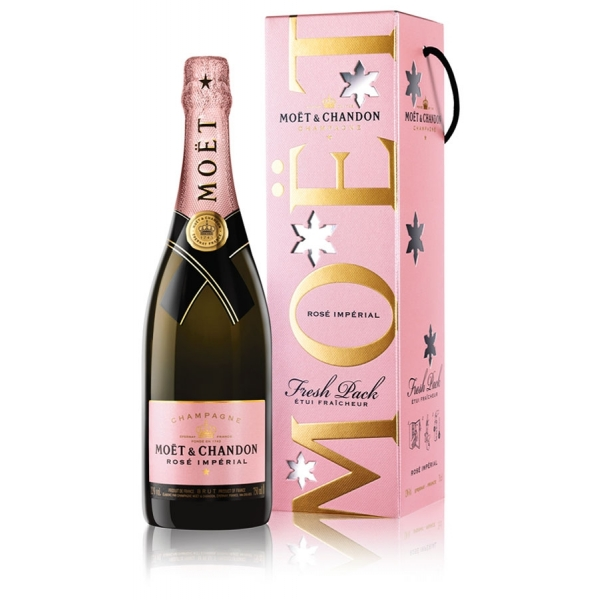 MOËT
CHAMPAGNE
MOËT & CHANDON
ROSÉ IMPÉRIAL
BRUT
MOËT
MOËT & CHANDON
CHAMPAGNE
ROSÉ IMPÉRIAL
Fresh Pack
ÉTUI FRAÎCHEUR
MOËT & CHANDON
CHAMPAGNE
Fresh Pack
ÉTUI FRAÎCHEUR
ROSÉ IMPÉRIAL